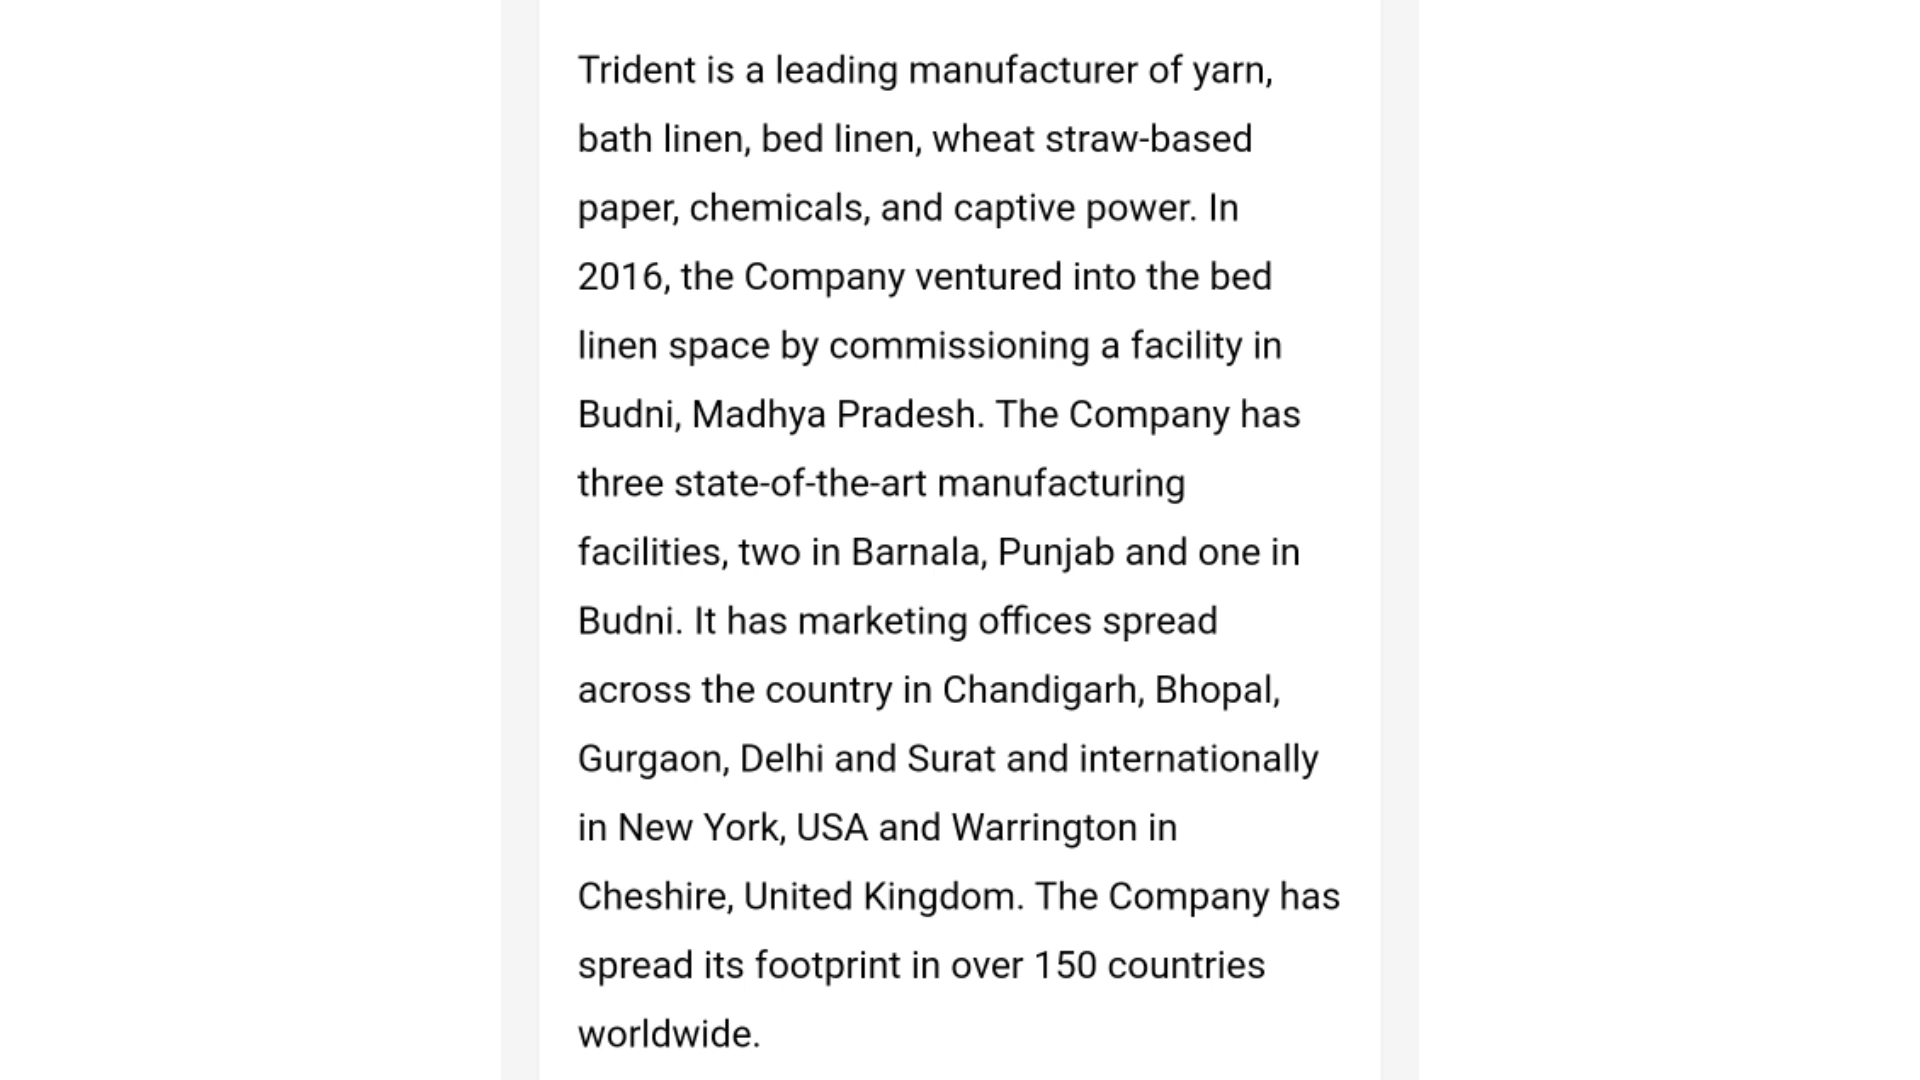 Trident is a leading manufacturer of yarn,
bath linen, bed linen, wheat straw-based
paper, chemicals, and captive power. In
2016, the Company ventured into the bed
linen space by commissioning a facility in
Budni, Madhya Pradesh. The Company has
three state-of-the-art manufacturing
facilities, two in Barnala, Punjab and one in
Budni. It has marketing offices spread
across the country in Chandigarh, Bhopal,
Gurgaon, Delhi and Surat and internationally
in New York, USA and Warrington in
Cheshire, United Kingdom. The Company has
spread its footprint in over 150 countries
worldwide.